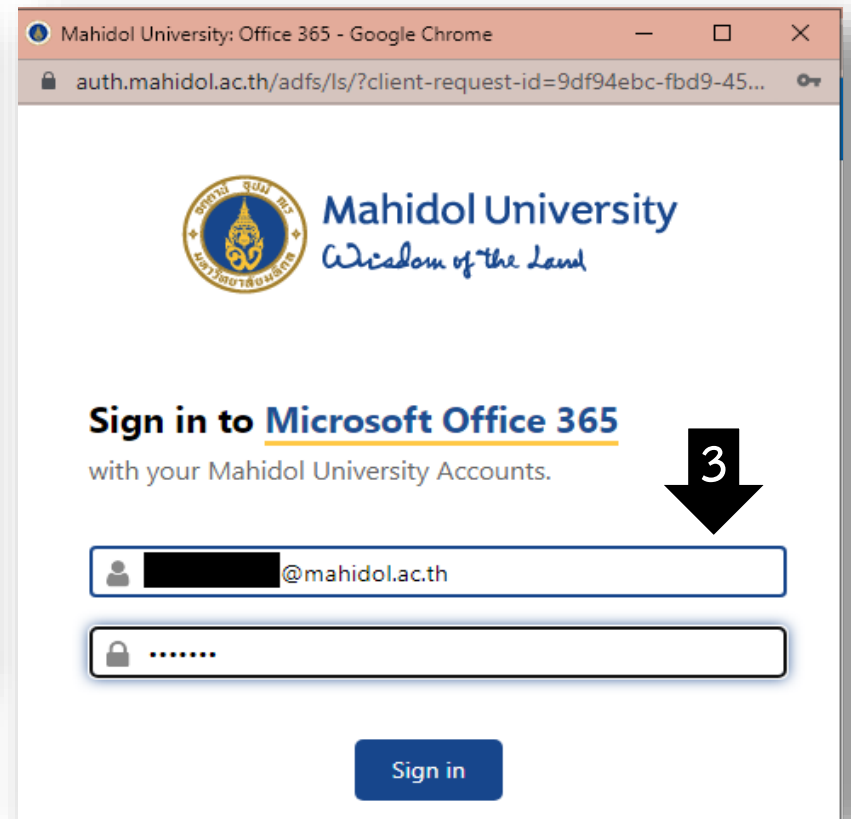 Mahidol University: Office 365 - Google Chrome
auth.mahidol.ac.th/adfs/ls/?client-request-id=9df94ebc-fbd9-45...
Mahidol University
Wisdom of the Land
Sign in to Microsoft Office 365
with your Mahidol University Accounts.
3
@mahidol.ac.th
•••••••
Sign in